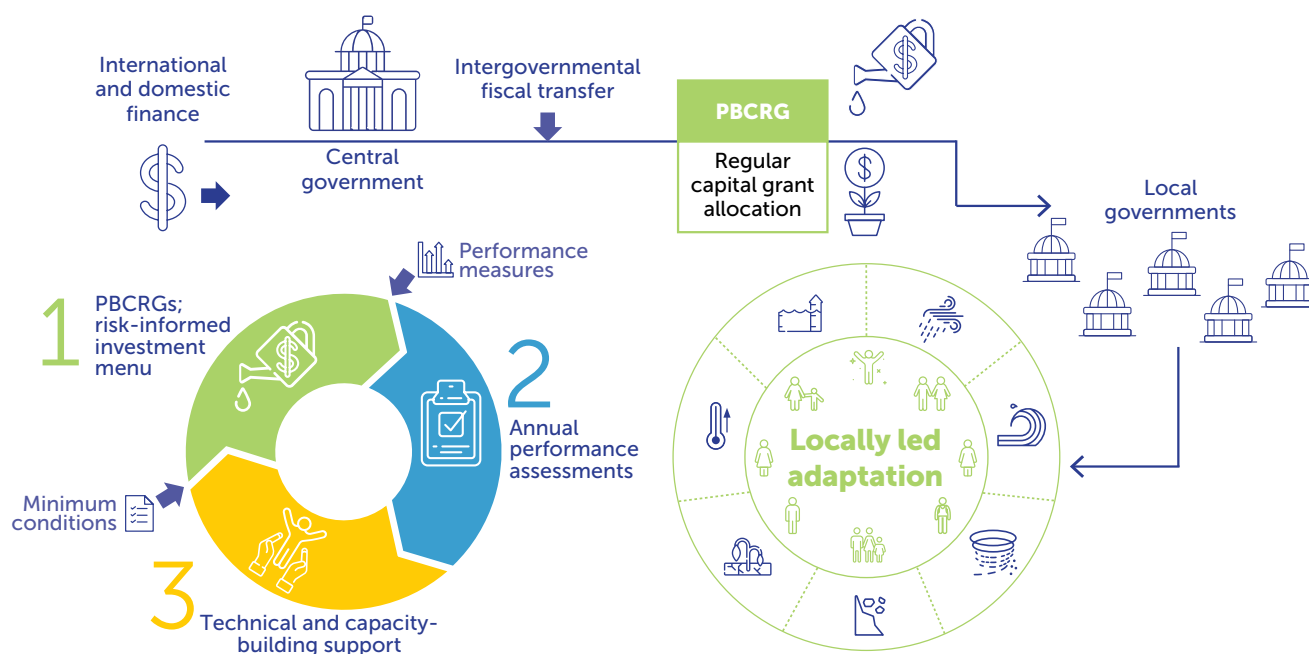 International
and domestic
finance
Central
government
Intergovernmental
fiscal transfer
PBCRG
Regular
capital grant
allocation
Local
governments
Performance
measures
1
PBCRGs;
risk-informed
investment
menu
2
Annual
performance
assessments
Minimum
conditions
3
Technical and capacity-
building support
Locally led
adaptation